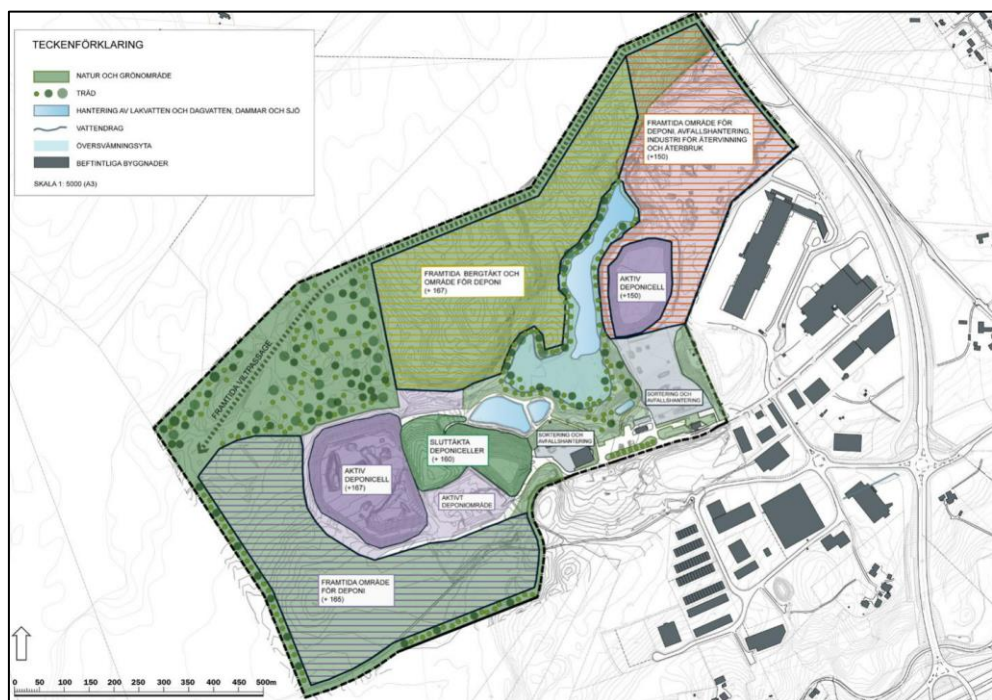 TECKENFÖRKLARING
NATUR OCH GRÖNOMRÅDE
TRÄD
HANTERING AV LAKVATTEN OCH DAGVATTEN, DAMMAR OCH SJÖ
VATTENDRAG
ÖVERSVÄMNINGSYTA
BEFTINTLIGA BYGGNADER
SKALA 1: 5000 (A3)
FRAMTIDA OMRÅDE FÖR
DEPONI, AVFALLSHANTERING,
INDUSTRI FÖR ÅTERVINNING
OCH ÅTERBRUK
(+150)
FRAMTIDA BERGTÄKT OCH
OMRÅDE FÖR DEPONI
(+ 167)
AKTIV
DEPONICELL
(+150)
FRAMTIDA VILTPASSAGE
SORTERING OCH
AVFALLSHANTERING
SORTERING OCH
AVFALLSHANTERING
SLUTTÄKTA
DEPONICELLER
(+ 160)
AKTIV
DEPONICELL
(+167)
AKTIVT
DEPONIOMRÅDE
FRAMTIDA OMRÅDE
FÖR DEPONI
(+ 165)
0 50 100 150 200 250 300 350 400 450 500m